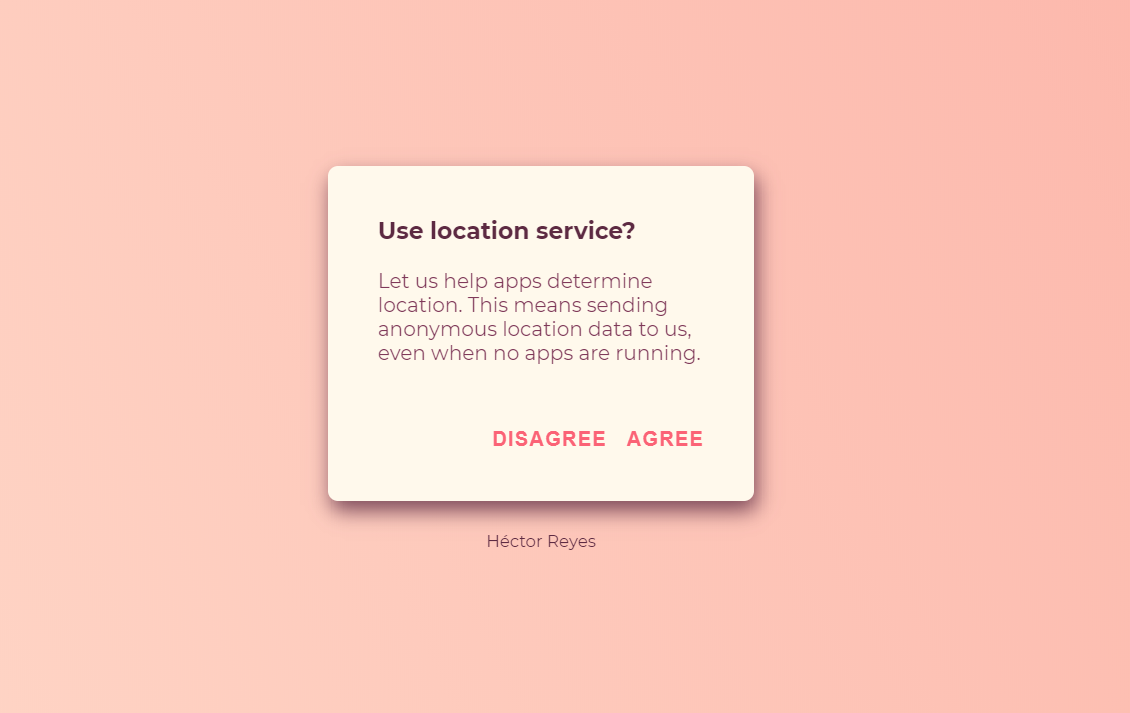 Use location service?
Let us help apps determine
location. This means sending
anonymous location data to us,
even when no apps are running.
DISAGREE AGREE
Héctor Reyes